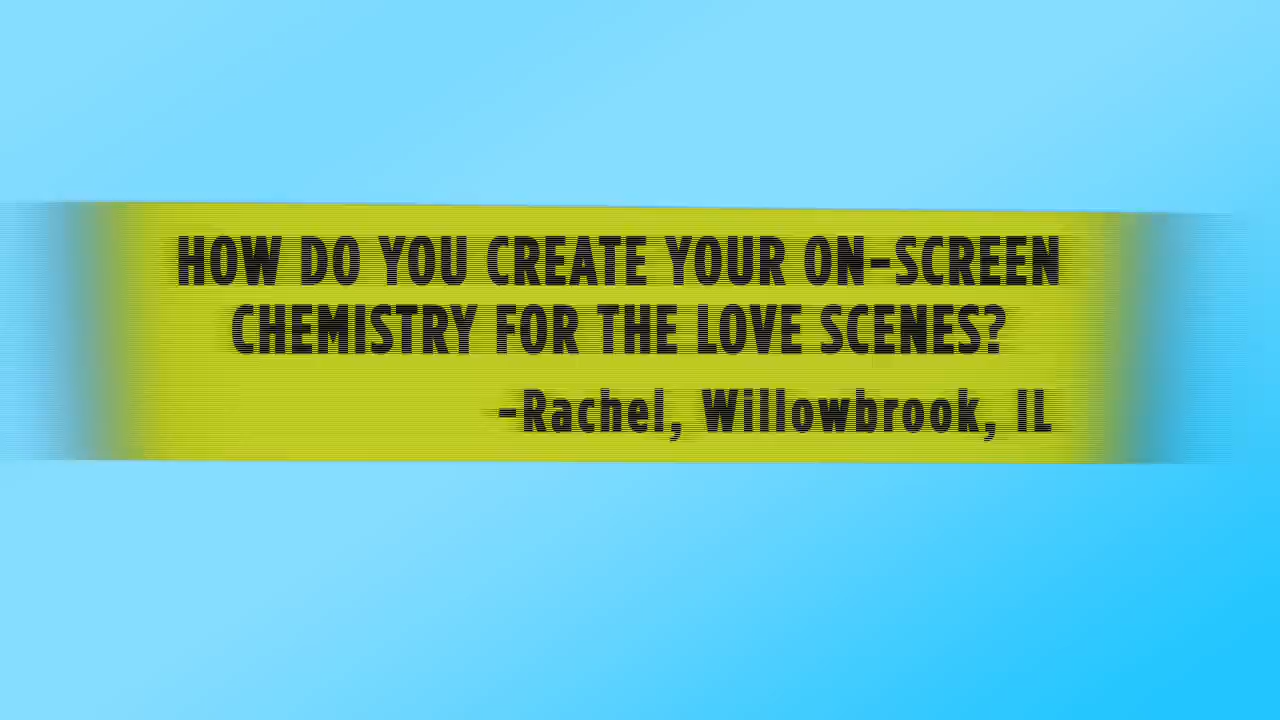 HOW DO YOU CREATE YOUR ON-SCREEN
CHEMISTRY FOR THE LOVE SCENES?
-Rachel, Willowbrook, IL